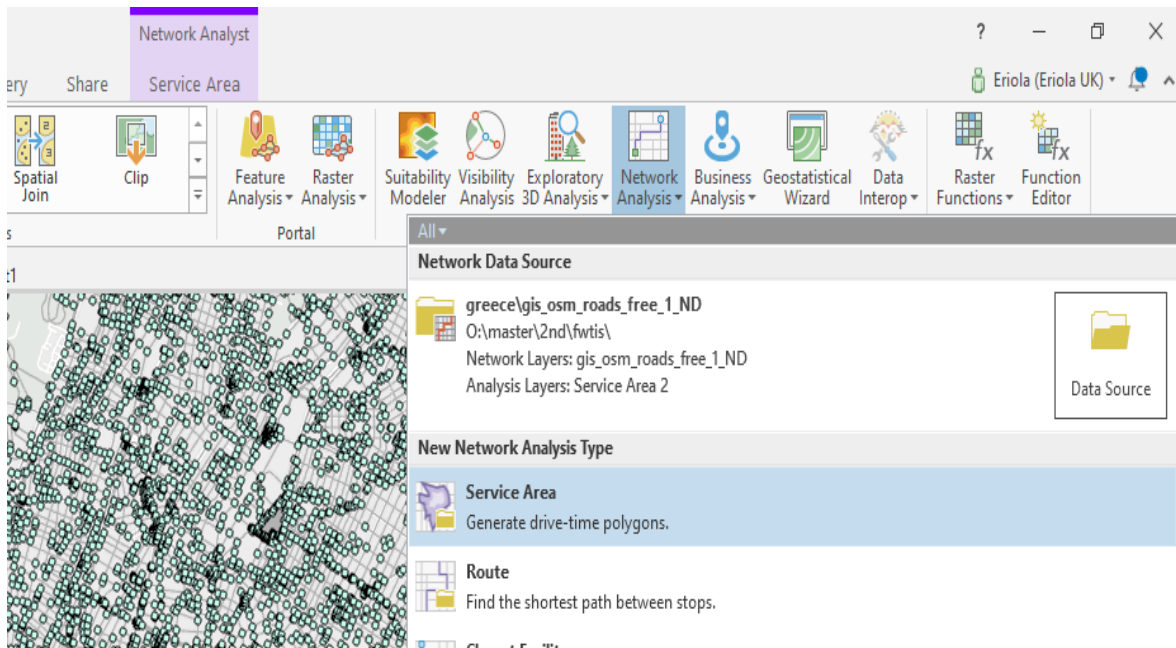 Network Analyst
?
ery Share Service Area
Eriola (Eriola UK)
Spatial Join
Clip
Feature Analysis
Raster Analysis
Suitability Modeler
Visibility Analysis
Exploratory 3D Analysis
Network Analysis
Business Analysis
Geostatistical Wizard
Data Interop
Raster Functions
Function Editor
s
Portal
All
t1
Network Data Source
greece\gis_osm_roads_free_1_ND
O:\master\2nd\fwtis\
Network Layers: gis_osm_roads_free_1_ND
Analysis Layers: Service Area 2
Data Source
New Network Analysis Type
Service Area
Generate drive-time polygons.
Route
Find the shortest path between stops.